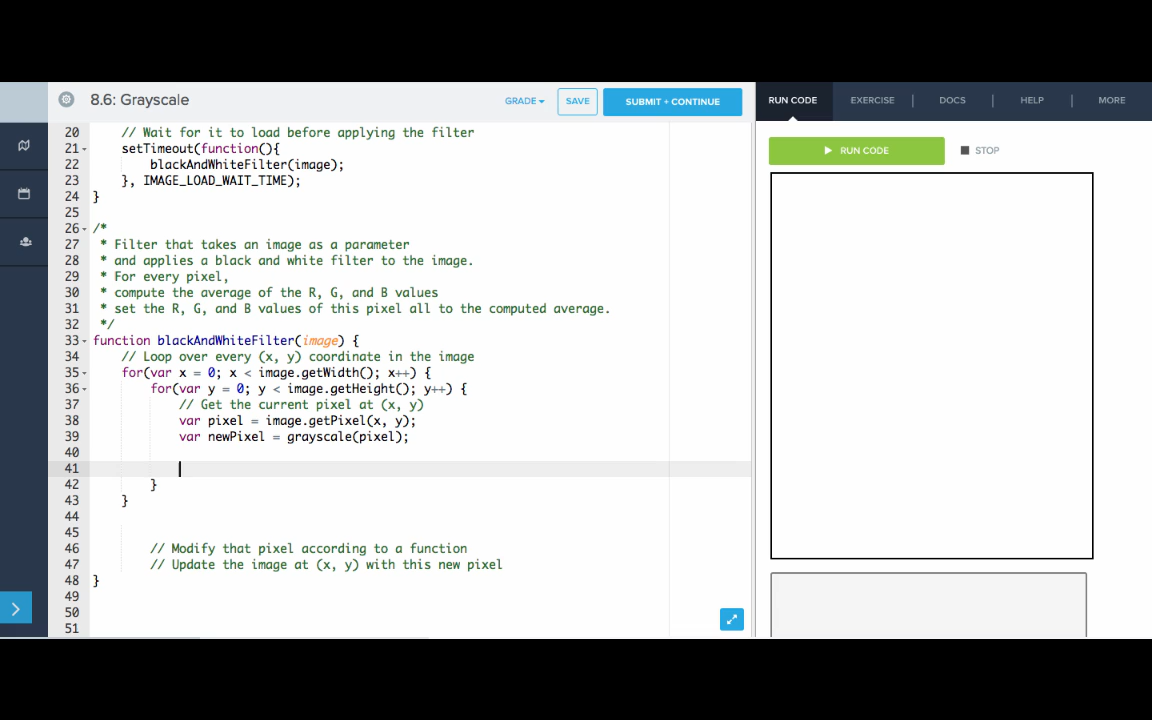 8.6: Grayscale
GRADE
SAVE
SUBMIT + CONTINUE
RUN CODE
EXERCISE
DOCS
HELP
MORE
RUN CODE
STOP
20 // Wait for it to load before applying the filter
21 setTimeout(function(){
22 blackAndWhiteFilter(image);
23 }, IMAGE_LOAD_WAIT_TIME);
24 }
25
26 /*
27 * Filter that takes an image as a parameter
28 * and applies a black and white filter to the image.
29 * For every pixel,
30 * compute the average of the R, G, and B values
31 * set the R, G, and B values of this pixel all to the computed average.
32 */
33 function blackAndWhiteFilter(image) {
34 // Loop over every (x, y) coordinate in the image
35 for(var x = 0; x < image.getWidth(); x++) {
36 for(var y = 0; y < image.getHeight(); y++) {
37 // Get the current pixel at (x, y)
38 var pixel = image.getPixel(x, y);
39 var newPixel = grayscale(pixel);
40
41
42 }
43 }
44
45
46 // Modify that pixel according to a function
47 // Update the image at (x, y) with this new pixel
48 }
49
50
51